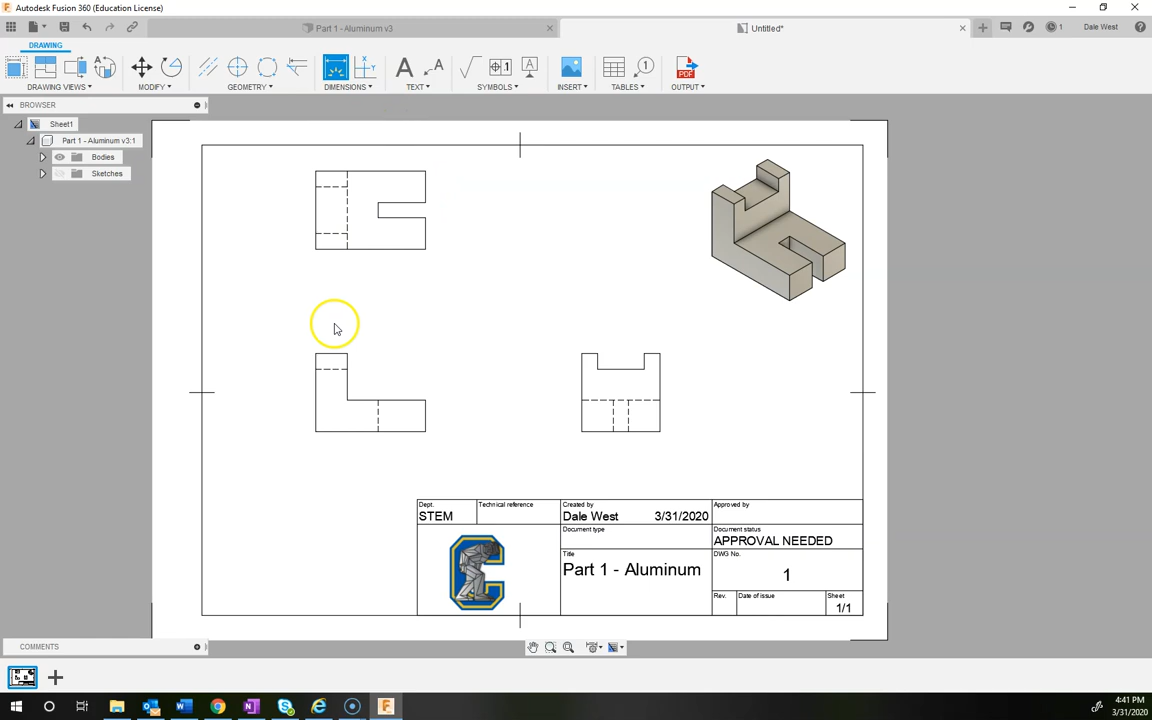 Autodesk Fusion 360 (Education License)
Part 1 - Aluminum v3
Untitled*
1
Dale West
DRAWING
DRAWING VIEWS
MODIFY
GEOMETRY
DIMENSIONS
TEXT
SYMBOLS
INSERT
TABLES
OUTPUT
BROWSER
Sheet1
Part 1 - Aluminum v3:1
Bodies
Sketches
Dept.
STEM
Technical reference
Created by
Dale West 3/31/2020
Approved by
Document type
Document status
APPROVAL NEEDED
Title
Part 1 - Aluminum
DWG No.
1
Rev.
Date of issue
Sheet
1/1
COMMENTS
4:41 PM
3/31/2020